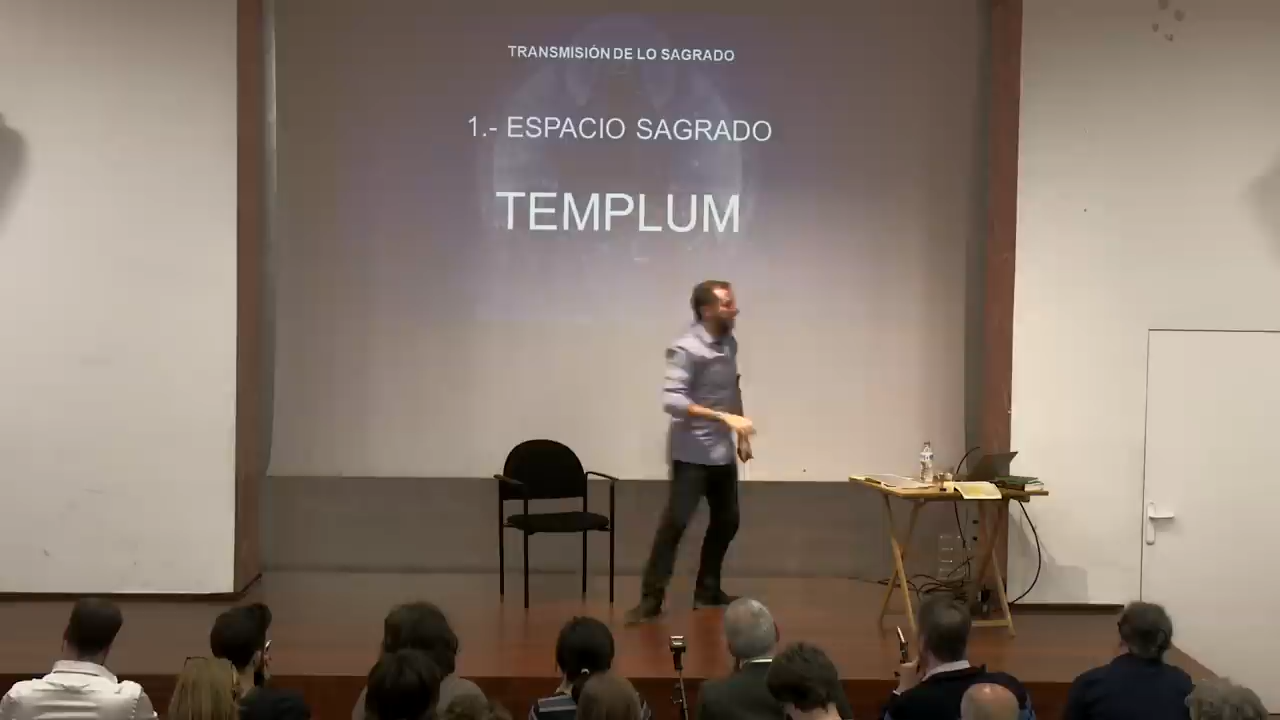 TRANSMISIÓN DE LO SAGRADO
1.- ESPACIO SAGRADO
TEMPLUM